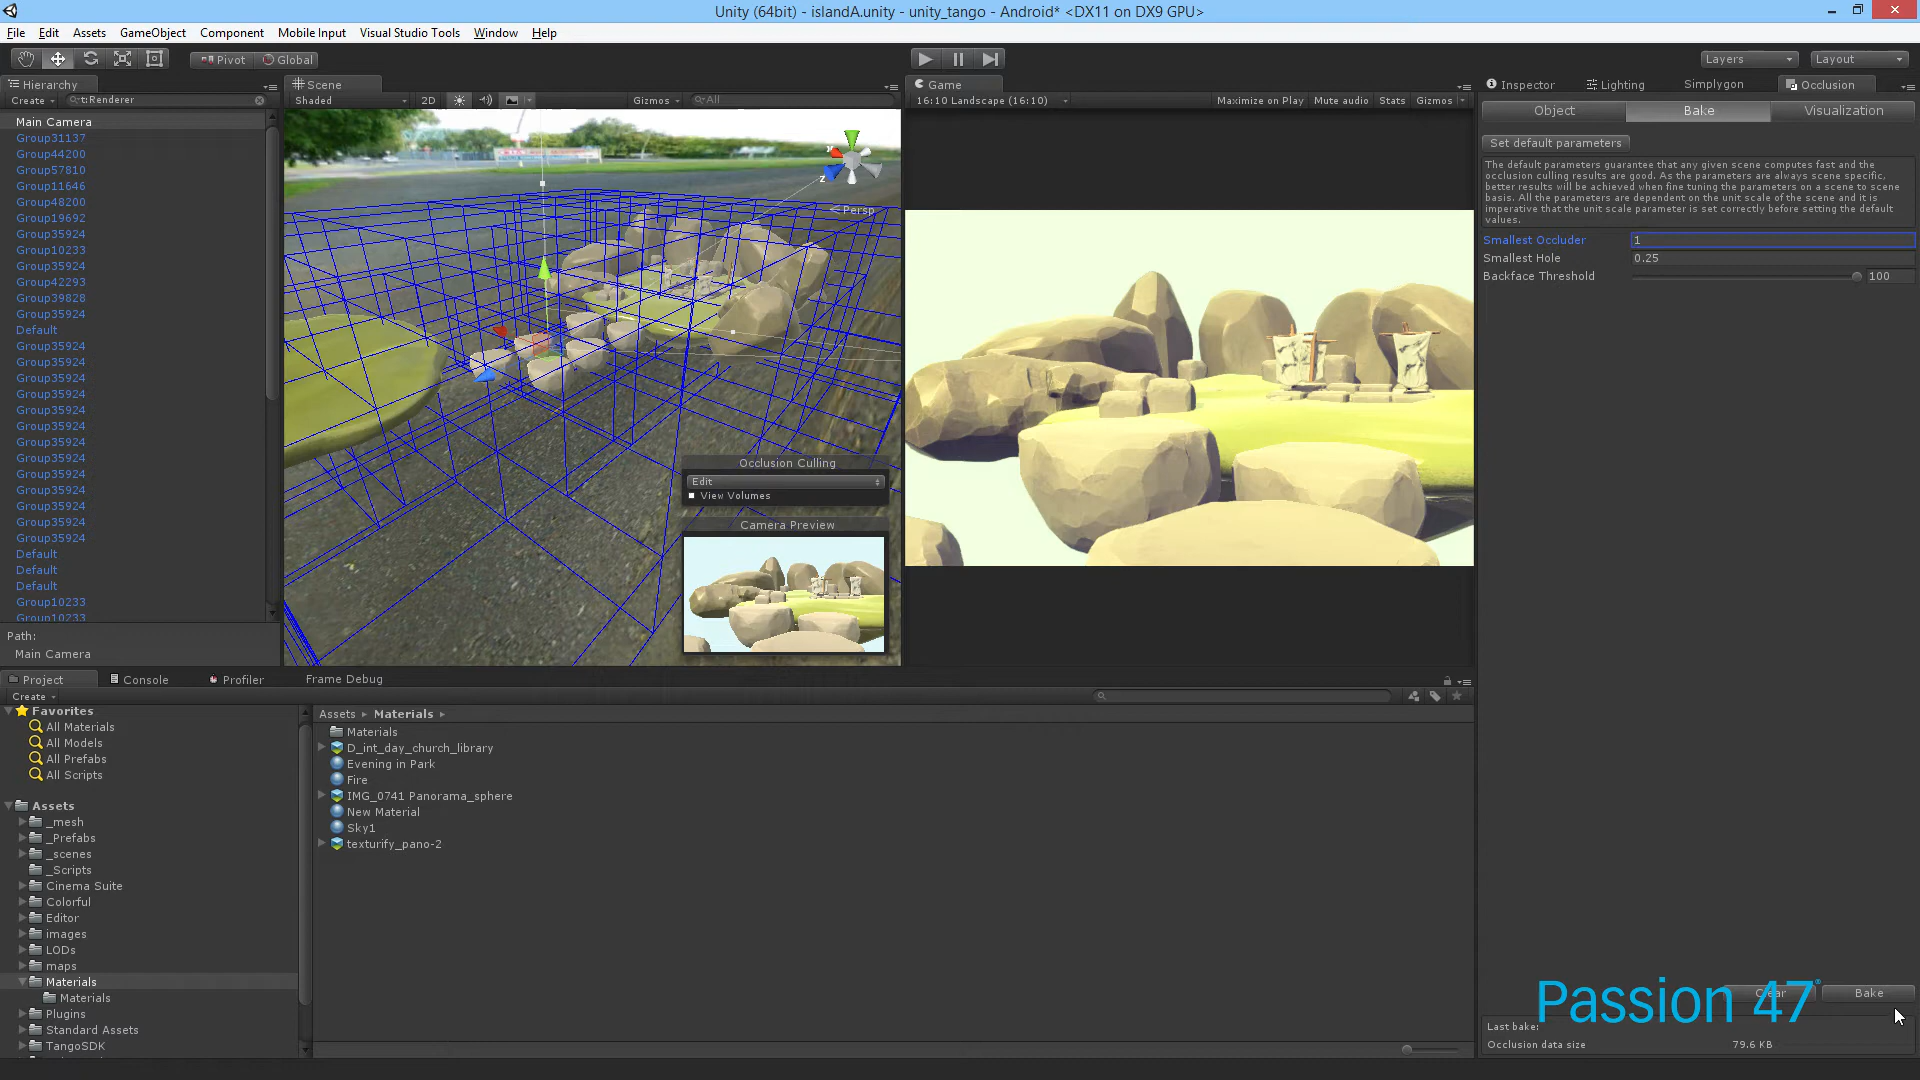 Unity (64bit) - islandA.unity - unity_tango - Android* <DX11 on DX9 GPU>
File Edit Assets GameObject Component Mobile Input Visual Studio Tools Window Help
Pivot Global Layers Layout
Hierarchy
Create t:Renderer
Main Camera
Group31137
Group44200
Group57810
Group11646
Group48200
Group19692
Group35924
Group10233
Group35924
Group42293
Group39828
Group35924
Default
Group35924
Group35924
Group35924
Group35924
Group35924
Group35924
Group35924
Group35924
Group35924
Group35924
Group35924
Group35924
Group35924
Default
Default
Default
Group10233
Group10233
Path:
Main Camera
Scene
Shaded 2D Gizmos All
Persp
Occlusion Culling
Edit
View Volumes
Camera Preview
Game
16:10 Landscape (16:10) Maximize on Play Mute audio Stats Gizmos
Inspector Lighting Simplygon Occlusion
Object Bake Visualization
Set default parameters
The default parameters guarantee that any given scene computes fast and the
occlusion culling results are good. As the parameters are always scene specific,
better results will be achieved when fine tuning the parameters on a scene to scene
basis. All the parameters are dependent on the unit scale of the scene and it is
imperative that the unit scale parameter is set correctly before setting the default
values.
Smallest Occluder 1
Smallest Hole 0.25
Backface Threshold 100
Clear Bake
Passion 47
Last bake:
Occlusion data size 79.6 KB
Project Console Profiler Frame Debug
Create
Favorites
All Materials
All Models
All Prefabs
All Scripts
Assets
_mesh
_Prefabs
_scenes
_Scripts
Cinema Suite
Colorful
Editor
images
LODs
maps
Materials
Materials
Plugins
Standard Assets
TangoSDK
Assets Materials
Materials
D_int_day_church_library
Evening in Park
Fire
IMG_0741 Panorama_sphere
New Material
Sky1
texturify_pano-2